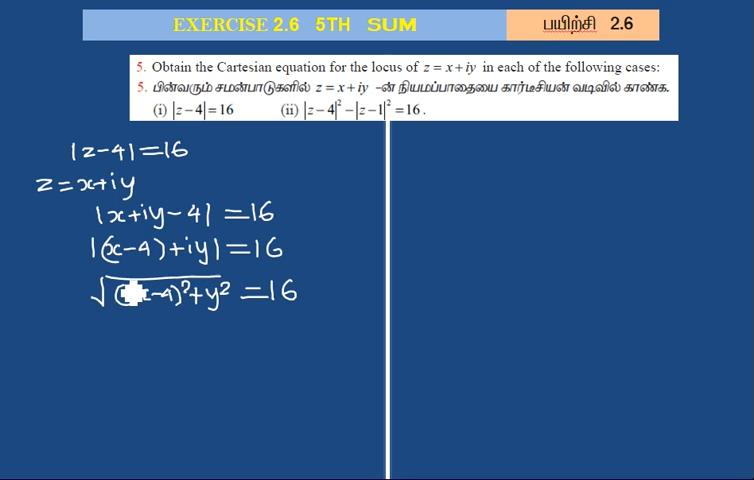 EXERCISE 2.6 5TH SUM
பயிற்சி 2.6
5. Obtain the Cartesian equation for the locus of z = x + iy in each of the following cases:
5. பின்வரும் சமன்பாடுகளில் z = x + iy -ன் நியமப்பாதையை கார்டீசியன் வடிவில் காண்க.
(i) |z − 4| = 16 (ii) |z − 4|² − |z − 1|² = 16 .
|z − 4| = 16
z = x + iy
|x + iy − 4| = 16
|(x − 4) + iy| = 16
√(x − 4)² + y² = 16